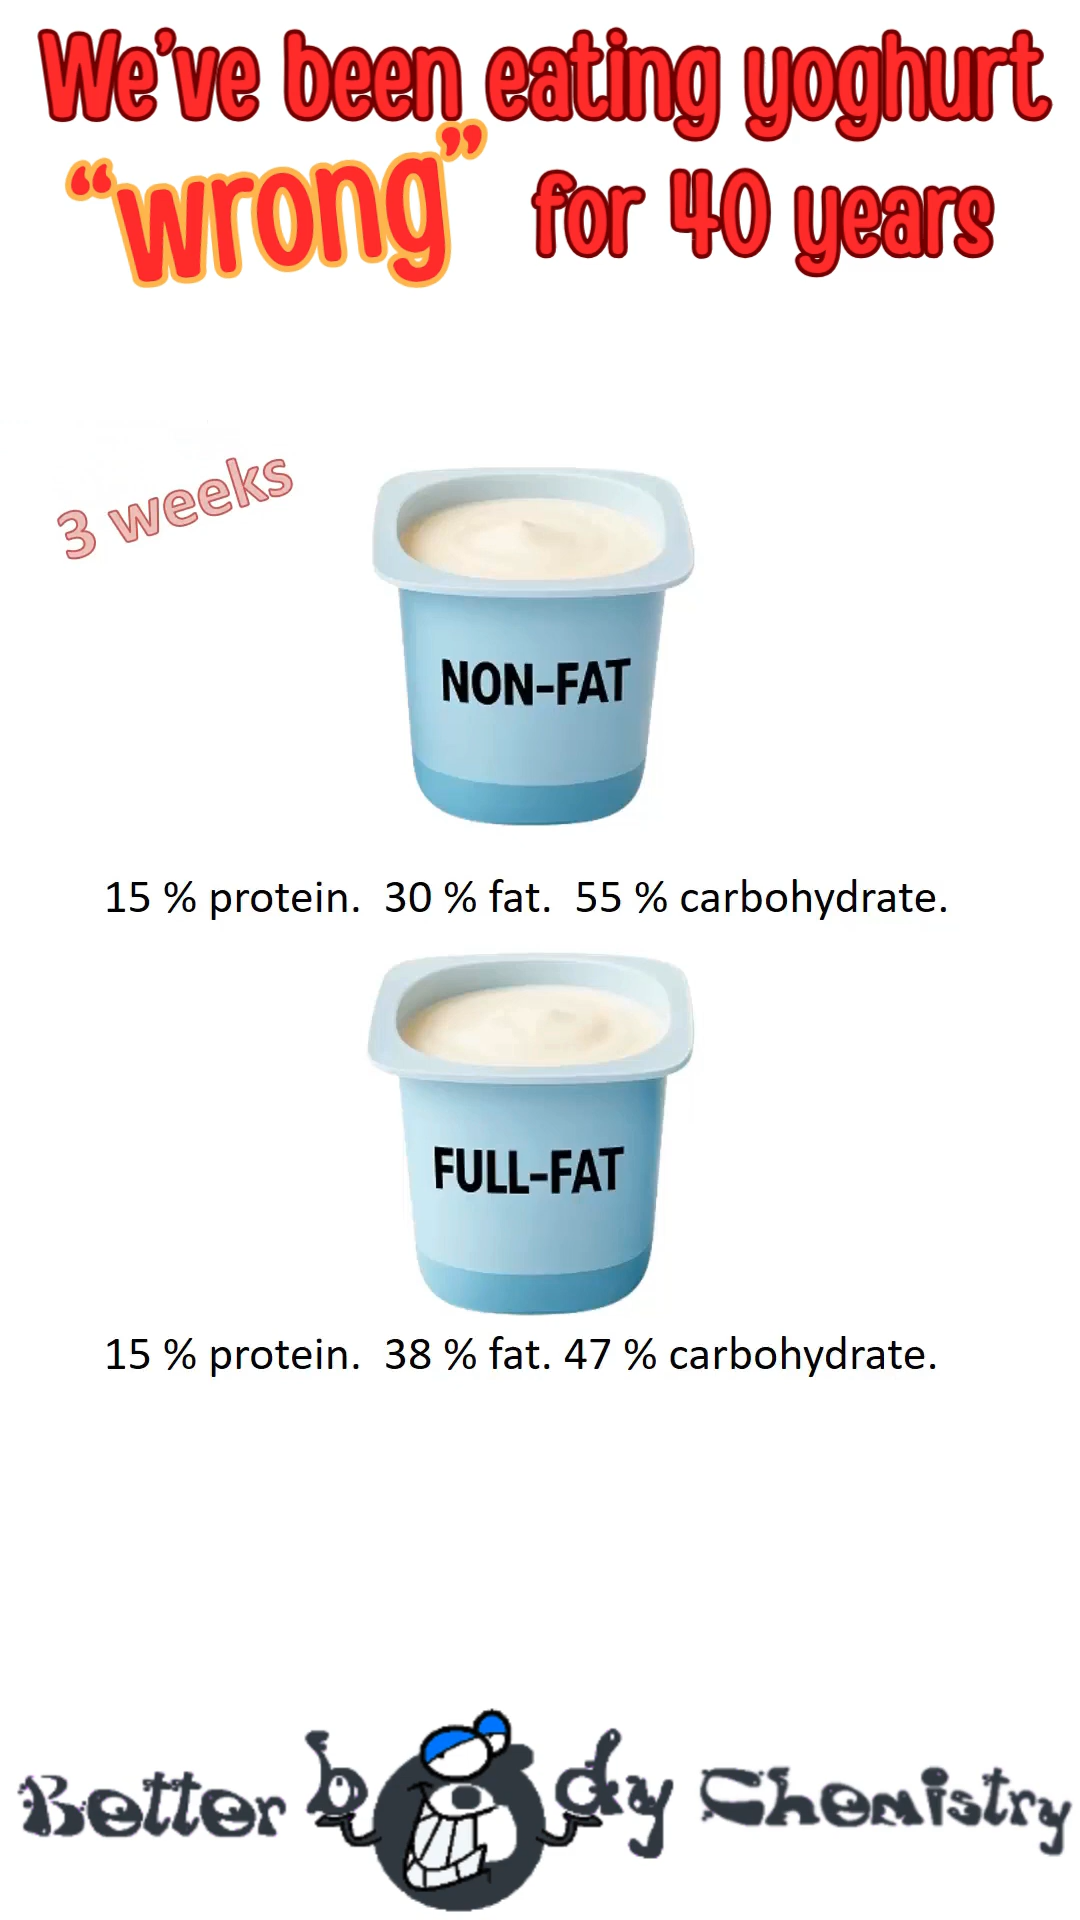 We've been eating yoghurt
“wrong” for 40 years
3 weeks
NON-FAT
15 % protein. 30 % fat. 55 % carbohydrate.
FULL-FAT
15 % protein. 38 % fat. 47 % carbohydrate.
Better body Chemistry